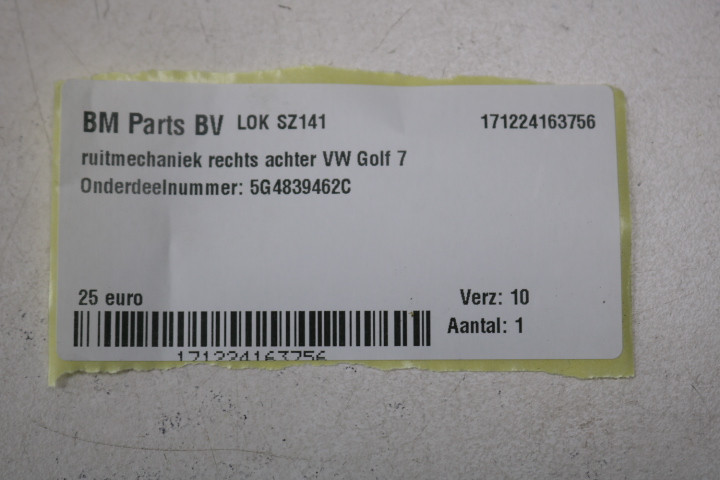 BM Parts BV LOK SZ141 171224163756
ruitmechaniek rechts achter VW Golf 7
Onderdeelnummer: 5G4839462C
25 euro Verz: 10
Aantal: 1
171224163756